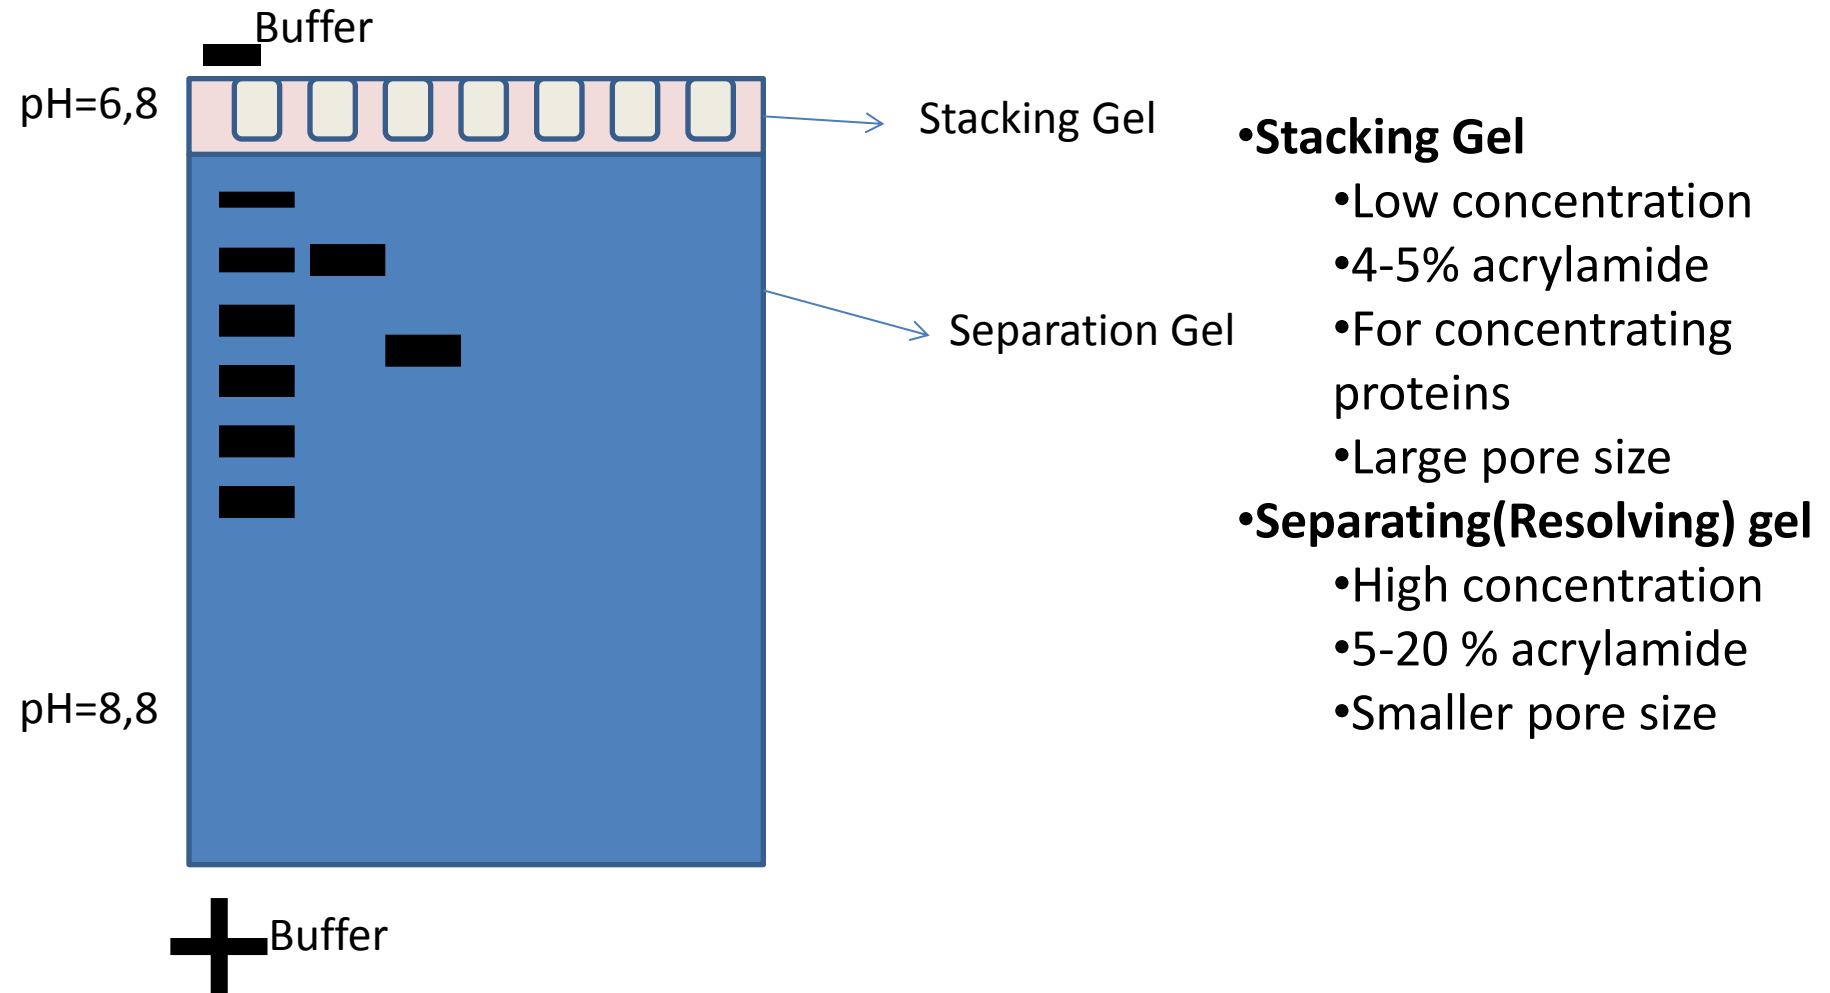 Buffer
pH=6,8
Stacking Gel
Separation Gel
pH=8,8
Buffer
•Stacking Gel
•Low concentration
•4-5% acrylamide
•For concentrating
proteins
•Large pore size
•Separating(Resolving) gel
•High concentration
•5-20 % acrylamide
•Smaller pore size